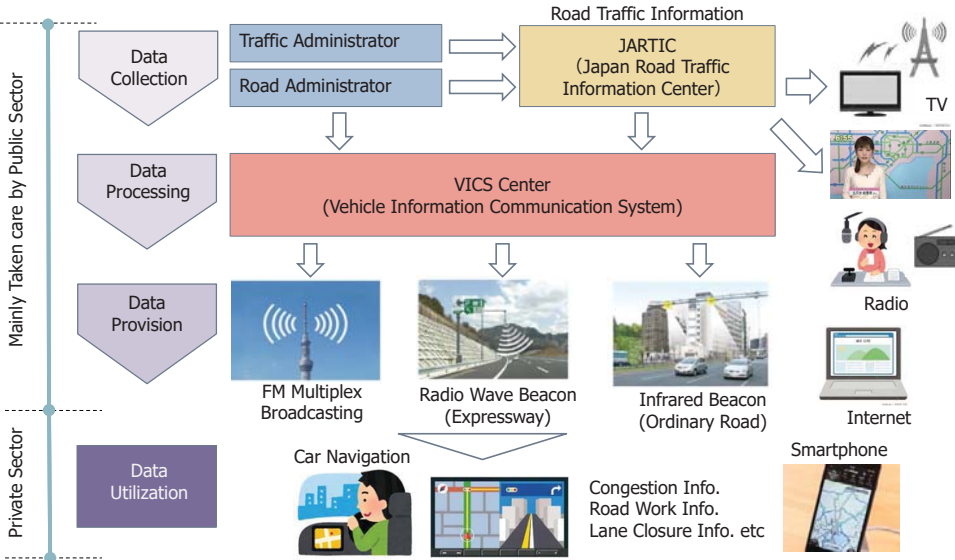 Road Traffic Information
Mainly Taken care by Public Sector
Data
Collection
Traffic Administrator
Road Administrator
JARTIC
(Japan Road Traffic
Information Center)
TV
Data
Processing
VICS Center
(Vehicle Information Communication System)
Radio
Data
Provision
FM Multiplex
Broadcasting
Radio Wave Beacon
(Expressway)
Infrared Beacon
(Ordinary Road)
Internet
Private Sector
Data
Utilization
Car Navigation
Congestion Info.
Road Work Info.
Lane Closure Info. etc
Smartphone